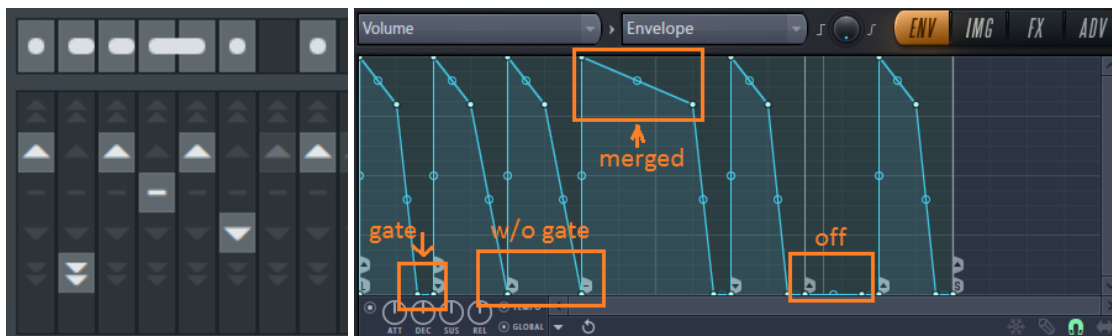 Volume
Envelope
ENV
IMG
FX
ADV
merged
gate
w/o gate
off
L
S
TEMPO
ATT DEC SUS REL
GLOBAL